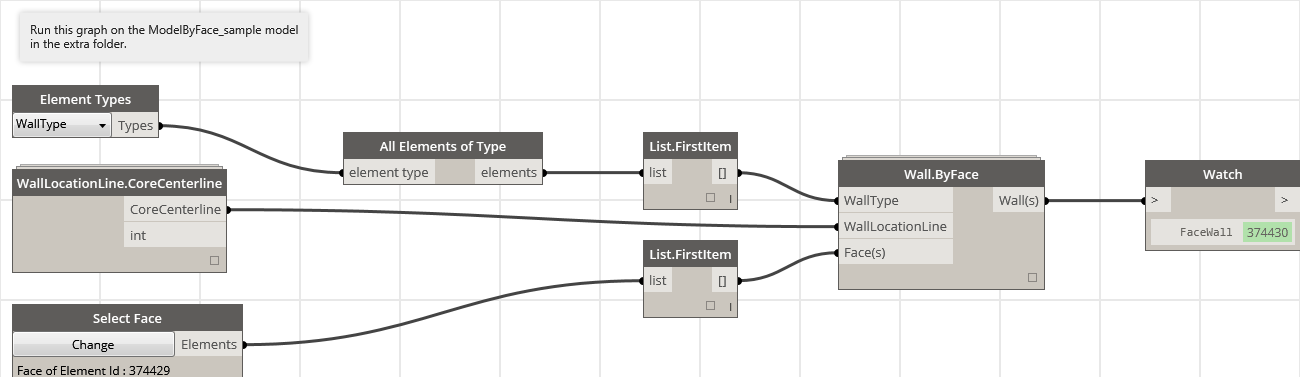 Run this graph on the ModelByFace_sample model
in the extra folder.
Element Types
WallType
Types
WallLocationLine.CoreCenterline
CoreCenterline
int
Select Face
Change
Elements
Face of Element Id : 374429
All Elements of Type
element type
elements
List.FirstItem
list
[]
I
List.FirstItem
list
[]
I
Wall.ByFace
WallType
Wall(s)
WallLocationLine
Face(s)
Watch
>
>
FaceWall
374430